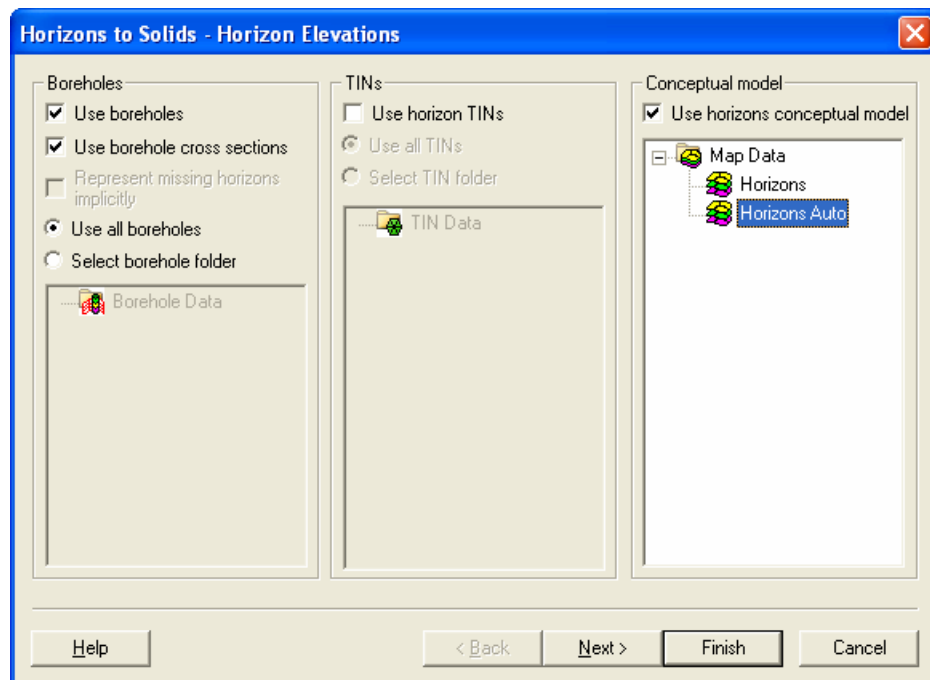 Horizons to Solids - Horizon Elevations
Boreholes
Use boreholes
Use borehole cross sections
Represent missing horizons
implicitly
Use all boreholes
Select borehole folder
Borehole Data
TINs
Use horizon TINs
Use all TINs
Select TIN folder
TIN Data
Conceptual model
Use horizons conceptual model
Map Data
Horizons
Horizons Auto
Help
< Back
Next >
Finish
Cancel